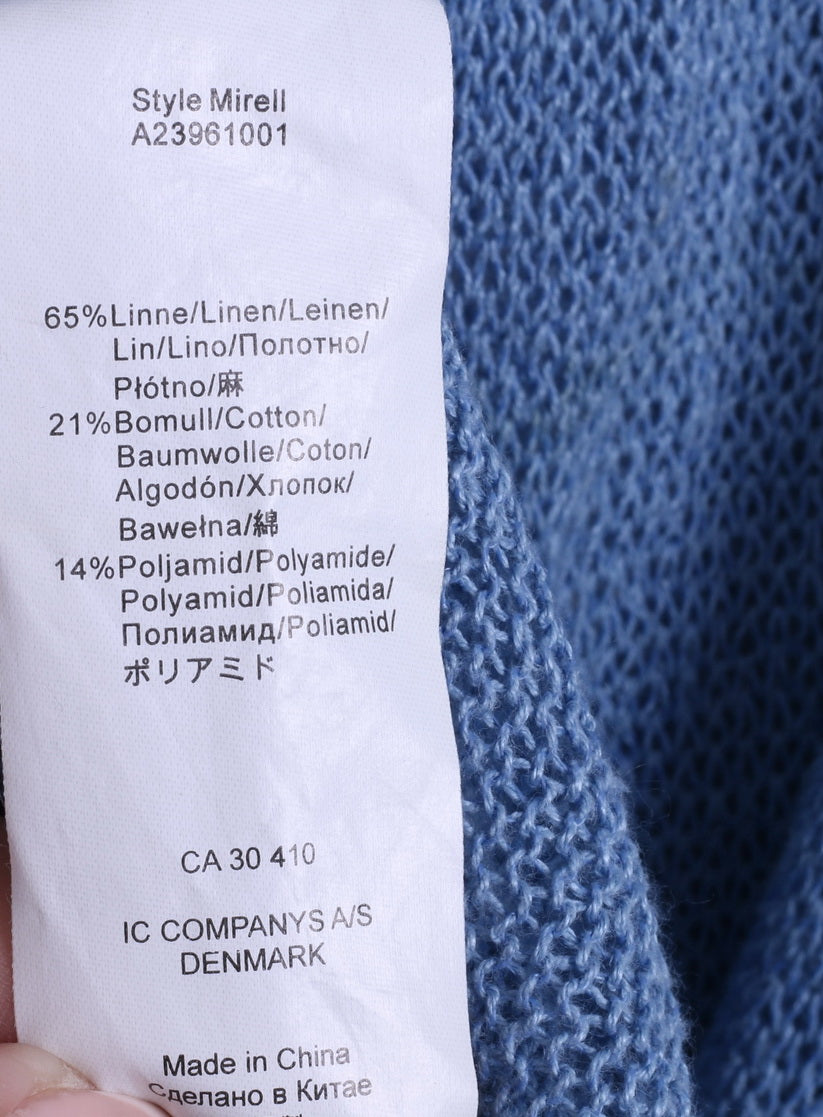 Style Mirell
A23961001
65%Linne/Linen/Leinen/
Lin/Lino/Полотно/
Płótno/麻
21%Bomull/Cotton/
Baumwolle/Coton/
Algodón/Хлопок/
Bawełna/綿
14%Poljamid/Polyamide/
Polyamid/Poliamida/
Полиамид/Poliamid/
ポリアミド
CA 30 410
IC COMPANYS A/S
DENMARK
Made in China
Сделано в Китае